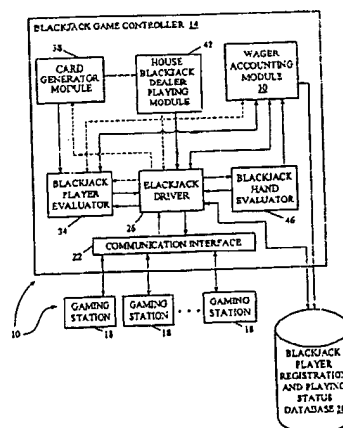 BLACKJACK GAME CONTROLLER 14
38
42
CARD
GENERATOR
MODULE
HOUSE
BLACKJACK
DEALER
PLAYING
MODULE
WAGER
ACCOUNTING
MODULE
30
BLACKJACK
PLAYER
EVALUATOR
BLACKJACK
DRIVER
BLACKJACK
HAND
EVALUATOR
34
26
46
22
COMMUNICATION INTERFACE
10
GAMING
STATION
GAMING
STATION
GAMING
STATION
18
18
18
BLACKJACK
PLAYER
REGISTRATION
AND PLAYING
STATUS
DATABASE